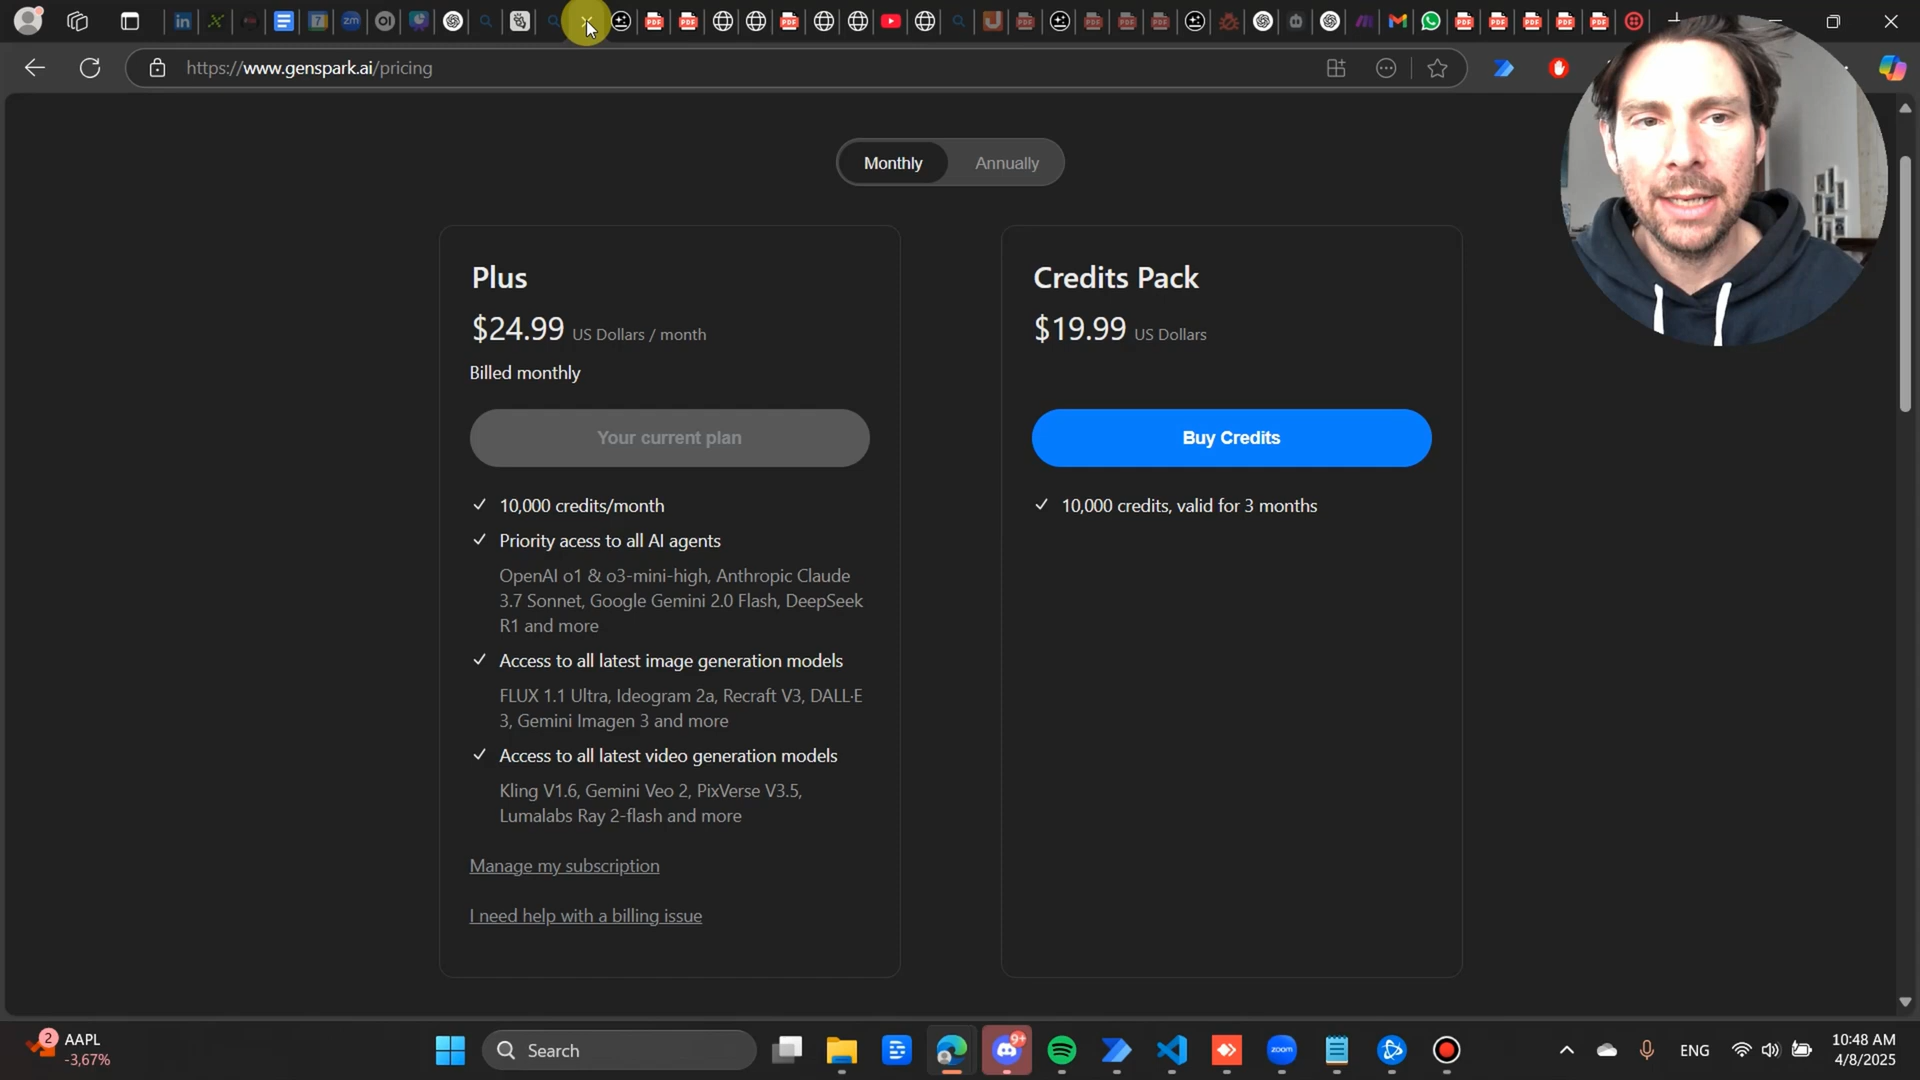 https://www.genspark.ai/pricing
Monthly
Annually
Plus
$24.99 US Dollars / month
Billed monthly
Your current plan
10,000 credits/month
Priority acess to all AI agents
OpenAI o1 & o3-mini-high, Anthropic Claude
3.7 Sonnet, Google Gemini 2.0 Flash, DeepSeek
R1 and more
Access to all latest image generation models
FLUX 1.1 Ultra, Ideogram 2a, Recraft V3, DALL·E
3, Gemini Imagen 3 and more
Access to all latest video generation models
Kling V1.6, Gemini Veo 2, PixVerse V3.5,
Lumalabs Ray 2-flash and more
Manage my subscription
I need help with a billing issue
Credits Pack
$19.99 US Dollars
Buy Credits
10,000 credits, valid for 3 months
2
AAPL
-3,67%
Search
9+
zoom
ENG
10:48 AM
4/8/2025